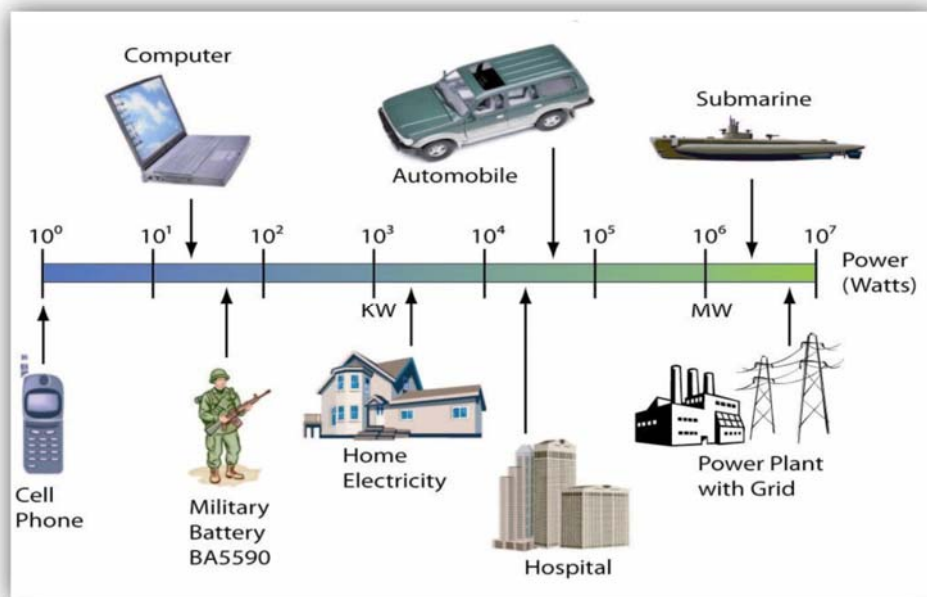 Computer
Automobile
Submarine
10⁰ 10¹ 10² 10³ 10⁴ 10⁵ 10⁶ 10⁷
Power
(Watts)
KW
MW
Cell
Phone
Military
Battery
BA5590
Home
Electricity
Hospital
Power Plant
with Grid